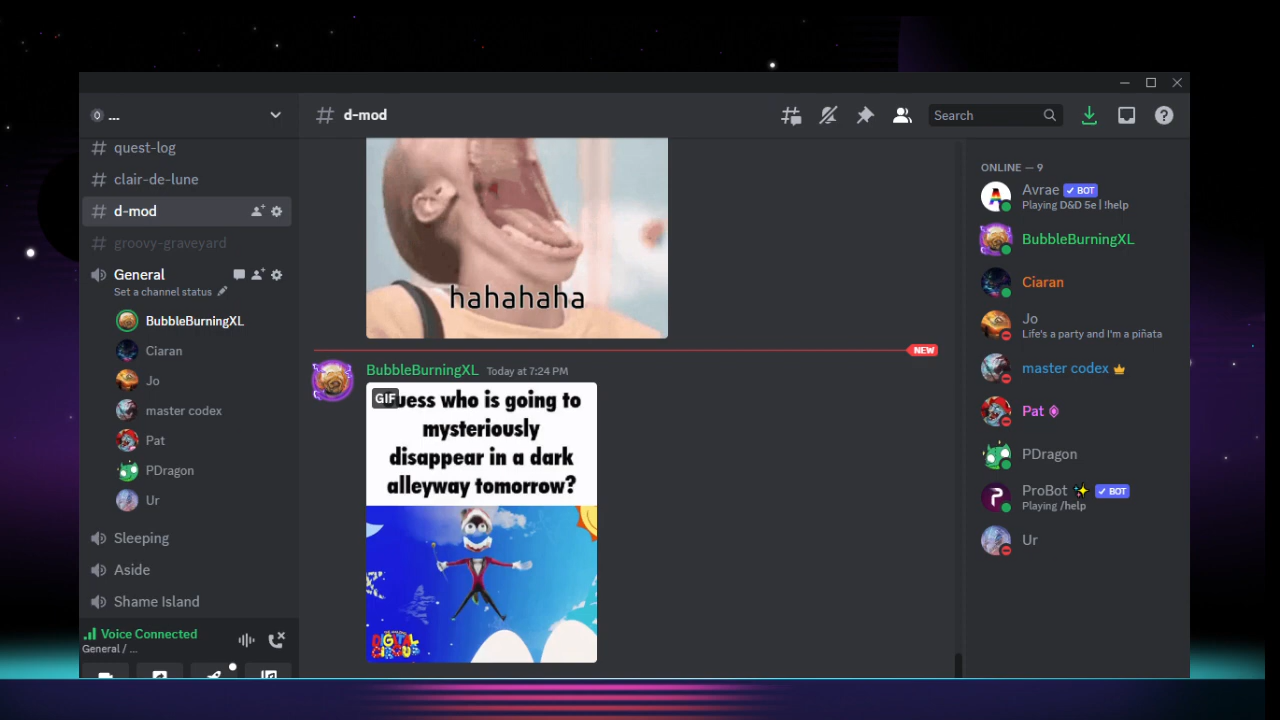 ...
d-mod
Search
quest-log
clair-de-lune
d-mod
groovy-graveyard
General
Set a channel status
BubbleBurningXL
Ciaran
Jo
master codex
Pat
PDragon
Ur
Sleeping
Aside
Shame Island
Voice Connected
General / ...
hahahaha
NEW
BubbleBurningXL Today at 7:24 PM
GIF
uess who is going to
mysteriously
disappear in a dark
alleyway tomorrow?
DIGITAL
CIRCUS
ONLINE — 9
Avrae BOT
Playing D&D 5e | !help
BubbleBurningXL
Ciaran
Jo
Life's a party and I'm a piñata
master codex
Pat
PDragon
ProBot BOT
Playing /help
Ur